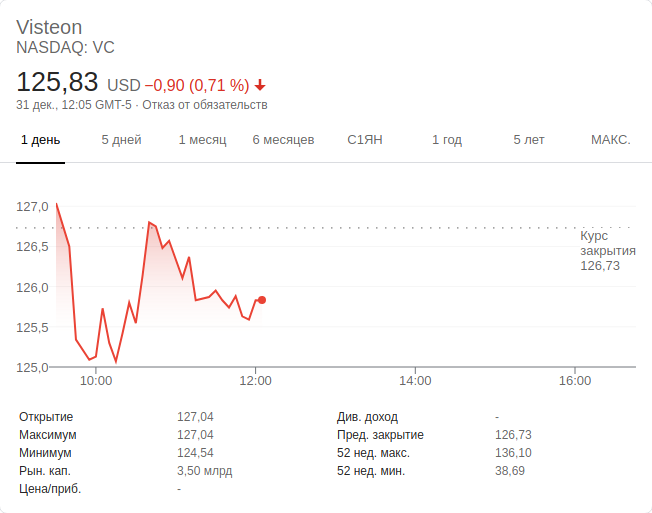 Visteon
NASDAQ: VC
125,83 USD −0,90 (0,71 %)
31 дек., 12:05 GMT-5 · Отказ от обязательств
1 день 5 дней 1 месяц 6 месяцев С1ЯН 1 год 5 лет МАКС.
127,0
126,5
126,0
125,5
125,0
Курс
закрытия
126,73
10:00 12:00 14:00 16:00
Открытие 127,04 Див. доход -
Максимум 127,04 Пред. закрытие 126,73
Минимум 124,54 52 нед. макс. 136,10
Рын. кап. 3,50 млрд 52 нед. мин. 38,69
Цена/приб. -